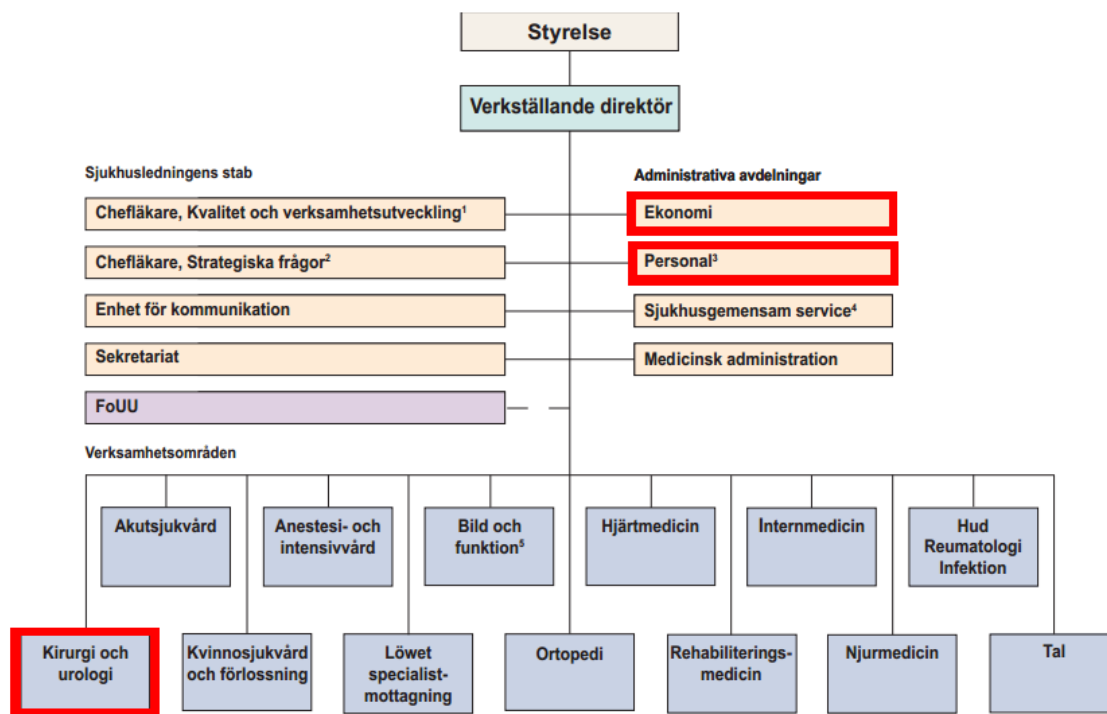 Styrelse
Verkställande direktör
Sjukhusledningens stab
Administrativa avdelningar
Chefläkare, Kvalitet och verksamhetsutveckling¹
Ekonomi
Chefläkare, Strategiska frågor²
Personal³
Enhet för kommunikation
Sjukhusgemensam service⁴
Sekretariat
Medicinsk administration
FoUU
Verksamhetsområden
Akutsjukvård
Anestesi- och
intensivvård
Bild och
funktion⁵
Hjärtmedicin
Internmedicin
Hud
Reumatologi
Infektion
Kirurgi och
urologi
Kvinnosjukvård
och förlossning
Löwet
specialist-
mottagning
Ortopedi
Rehabiliterings-
medicin
Njurmedicin
Tal